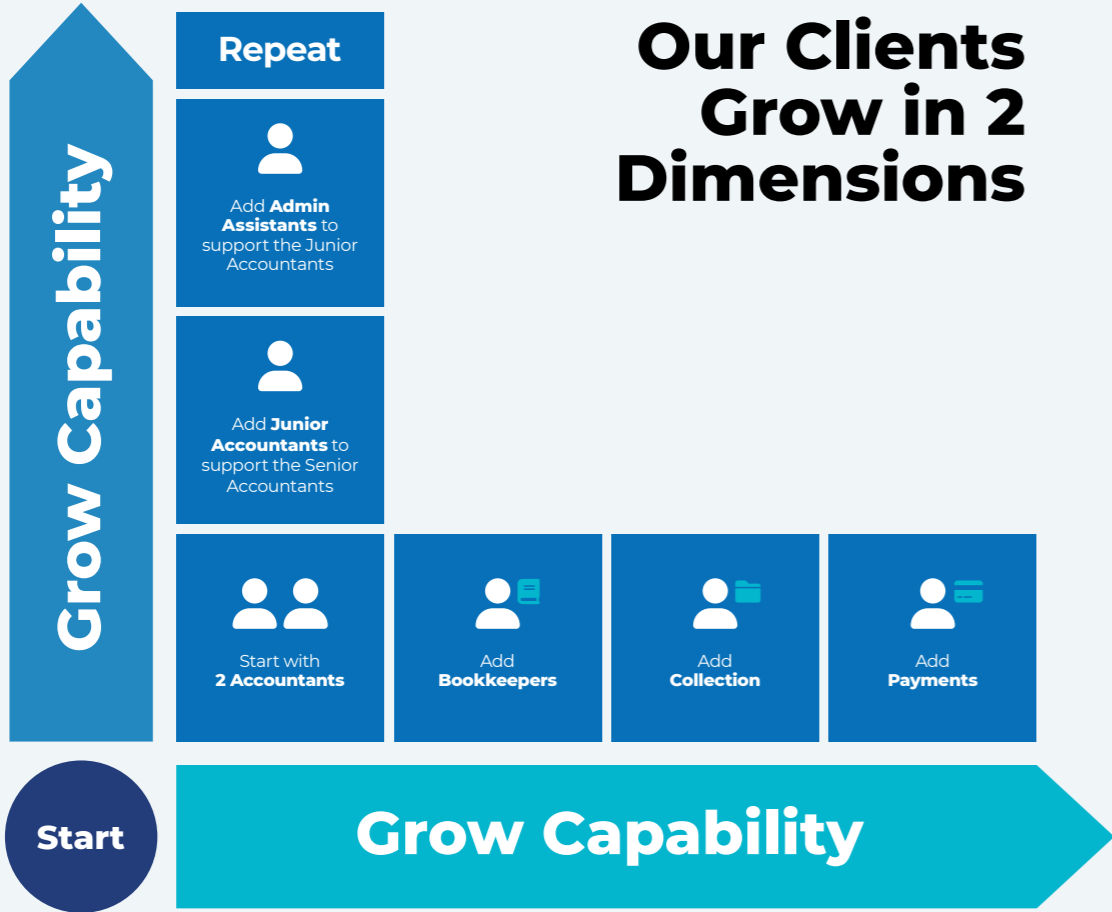 Our Clients
Grow in 2
Dimensions
Grow Capability
Repeat
Add Admin
Assistants to
support the Junior
Accountants
Add Junior
Accountants to
support the Senior
Accountants
Start with
2 Accountants
Add
Bookkeepers
Add
Collection
Add
Payments
Start
Grow Capability